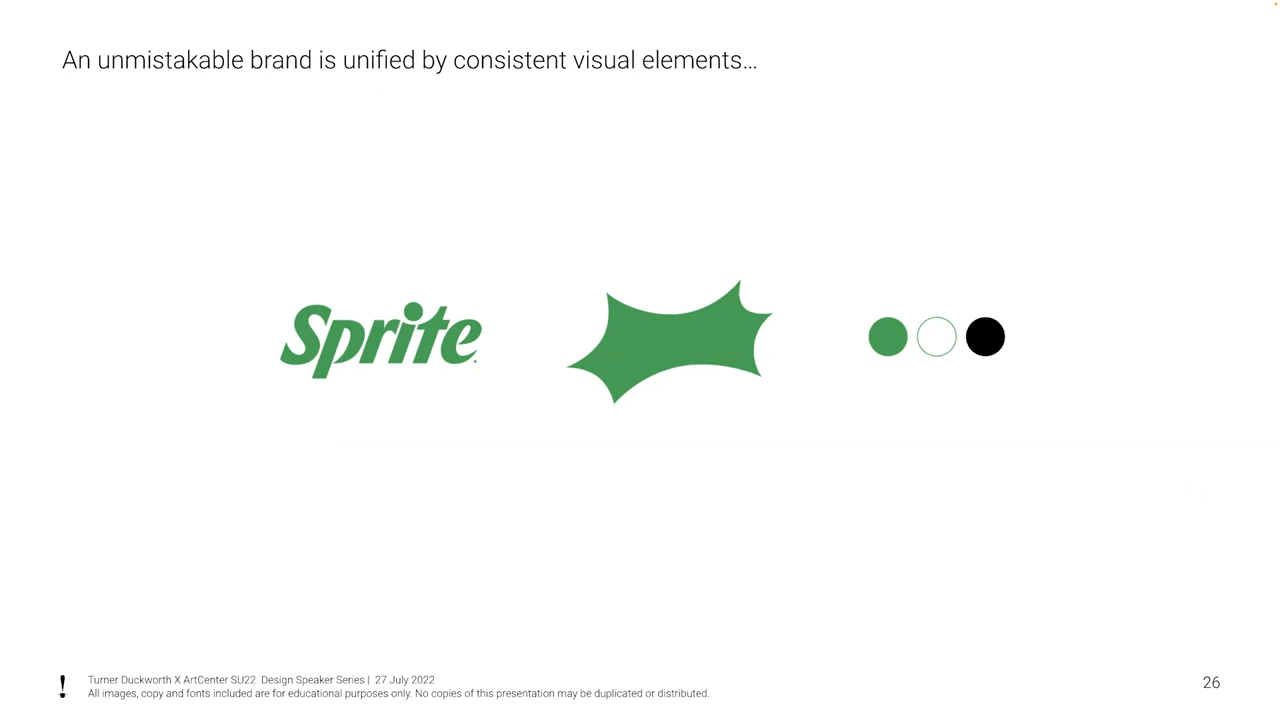 An unmistakable brand is unified by consistent visual elements…
Sprite
Turner Duckworth X ArtCenter SU22 Design Speaker Series | 27 July 2022
All images, copy and fonts included are for educational purposes only. No copies of this presentation may be duplicated or distributed.
26